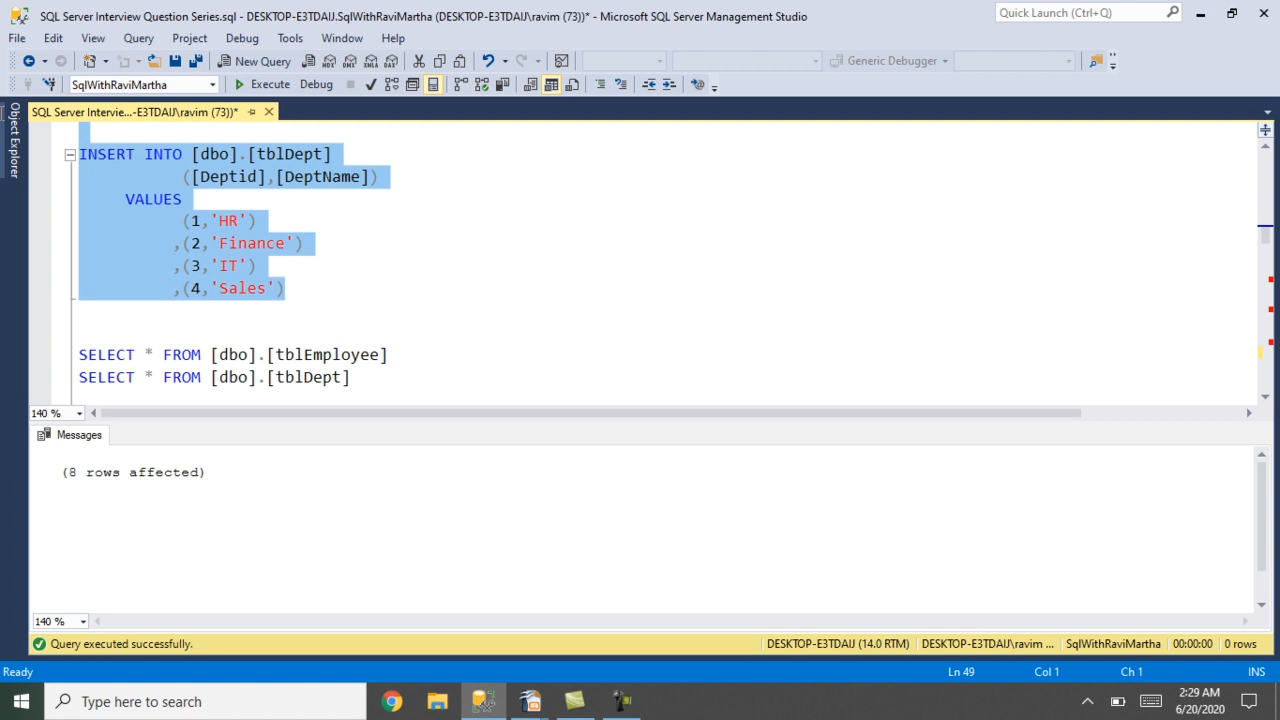 SQL Server Interview Question Series.sql - DESKTOP-E3TDAIJ.SqlWithRaviMartha (DESKTOP-E3TDAIJ\ravim (73))* - Microsoft SQL Server Management Studio
Quick Launch (Ctrl+Q)
File Edit View Query Project Debug Tools Window Help
New Query
Generic Debugger
SqlWithRaviMartha
Execute Debug
SQL Server Intervie...-E3TDAIJ\ravim (73))*
Object Explorer
INSERT INTO [dbo].[tblDept]
([Deptid],[DeptName])
VALUES
(1,'HR')
,(2,'Finance')
,(3,'IT')
,(4,'Sales')
SELECT * FROM [dbo].[tblEmployee]
SELECT * FROM [dbo].[tblDept]
140 %
Messages
(8 rows affected)
140 %
Query executed successfully.
DESKTOP-E3TDAIJ (14.0 RTM) DESKTOP-E3TDAIJ\ravim ... SqlWithRaviMartha 00:00:00 0 rows
Ready
Ln 49 Col 1 Ch 1 INS
Type here to search
2:29 AM
6/20/2020